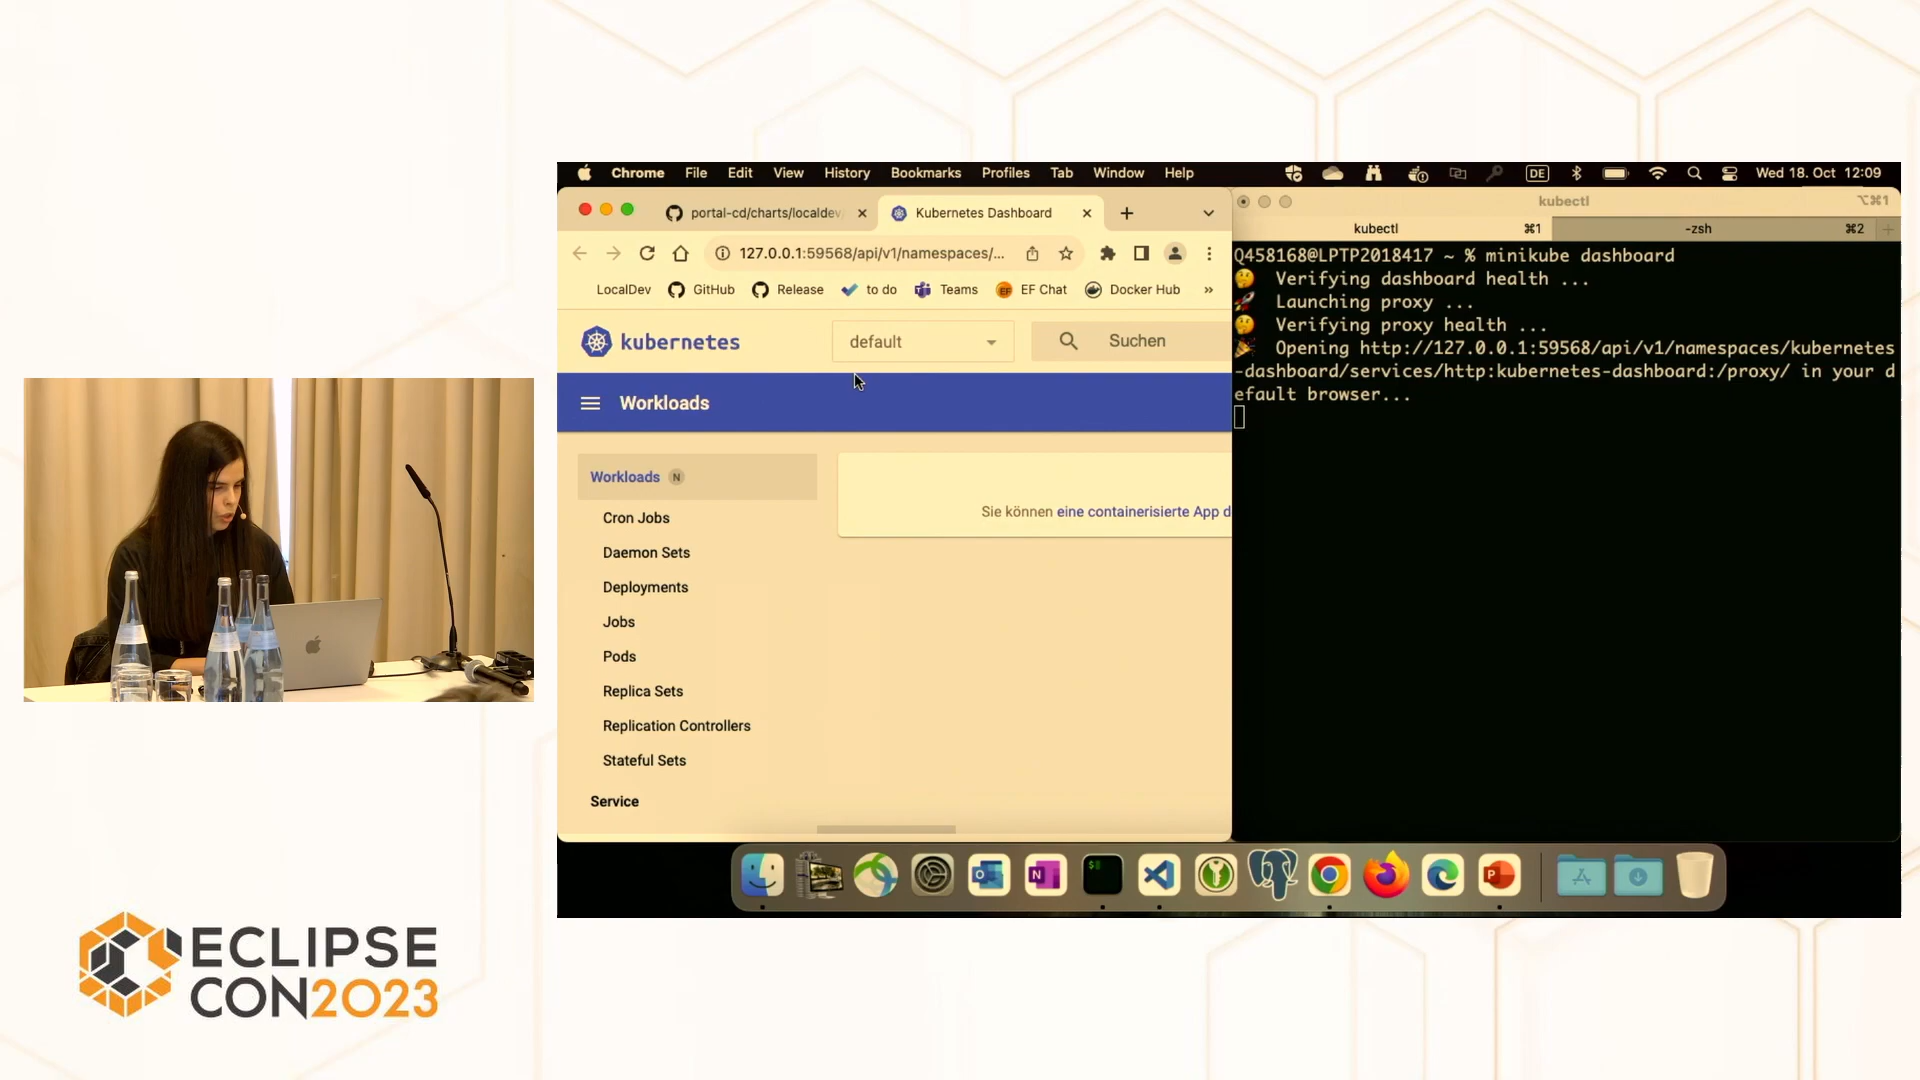 Chrome File Edit View History Bookmarks Profiles Tab Window Help
DE Wed 18. Oct 12:09
portal-cd/charts/localdev
Kubernetes Dashboard
127.0.0.1:59568/api/v1/namespaces/...
LocalDev GitHub Release to do Teams EF Chat Docker Hub »
kubernetes
default
Suchen
Workloads
Workloads N
Cron Jobs
Daemon Sets
Deployments
Jobs
Pods
Replica Sets
Replication Controllers
Stateful Sets
Service
Sie können eine containerisierte App d
kubectl ⌥⌘1
kubectl ⌘1 -zsh ⌘2
Q458168@LPTP2018417 ~ % minikube dashboard
🤔 Verifying dashboard health ...
🚀 Launching proxy ...
🤔 Verifying proxy health ...
🎉 Opening http://127.0.0.1:59568/api/v1/namespaces/kubernetes
-dashboard/services/http:kubernetes-dashboard:/proxy/ in your d
efault browser...
ECLIPSE
CON2023